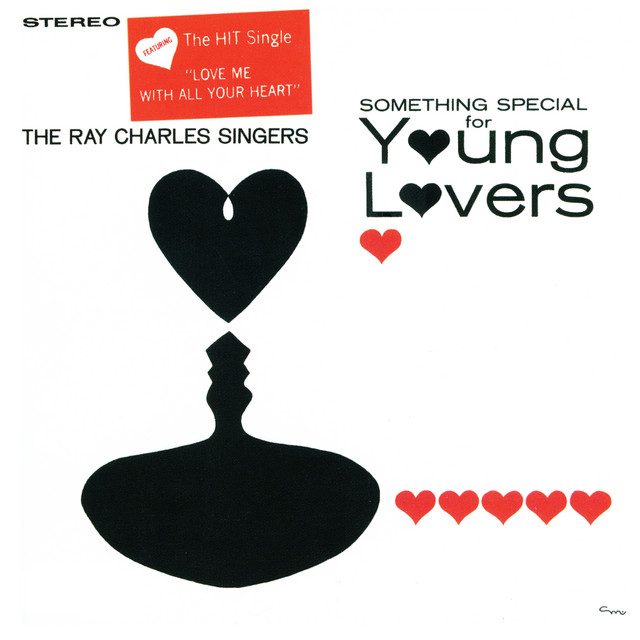 STEREO
FEATURING
The HIT Single
"LOVE ME
WITH ALL YOUR HEART"
THE RAY CHARLES SINGERS
SOMETHING SPECIAL
for
Young
Lovers